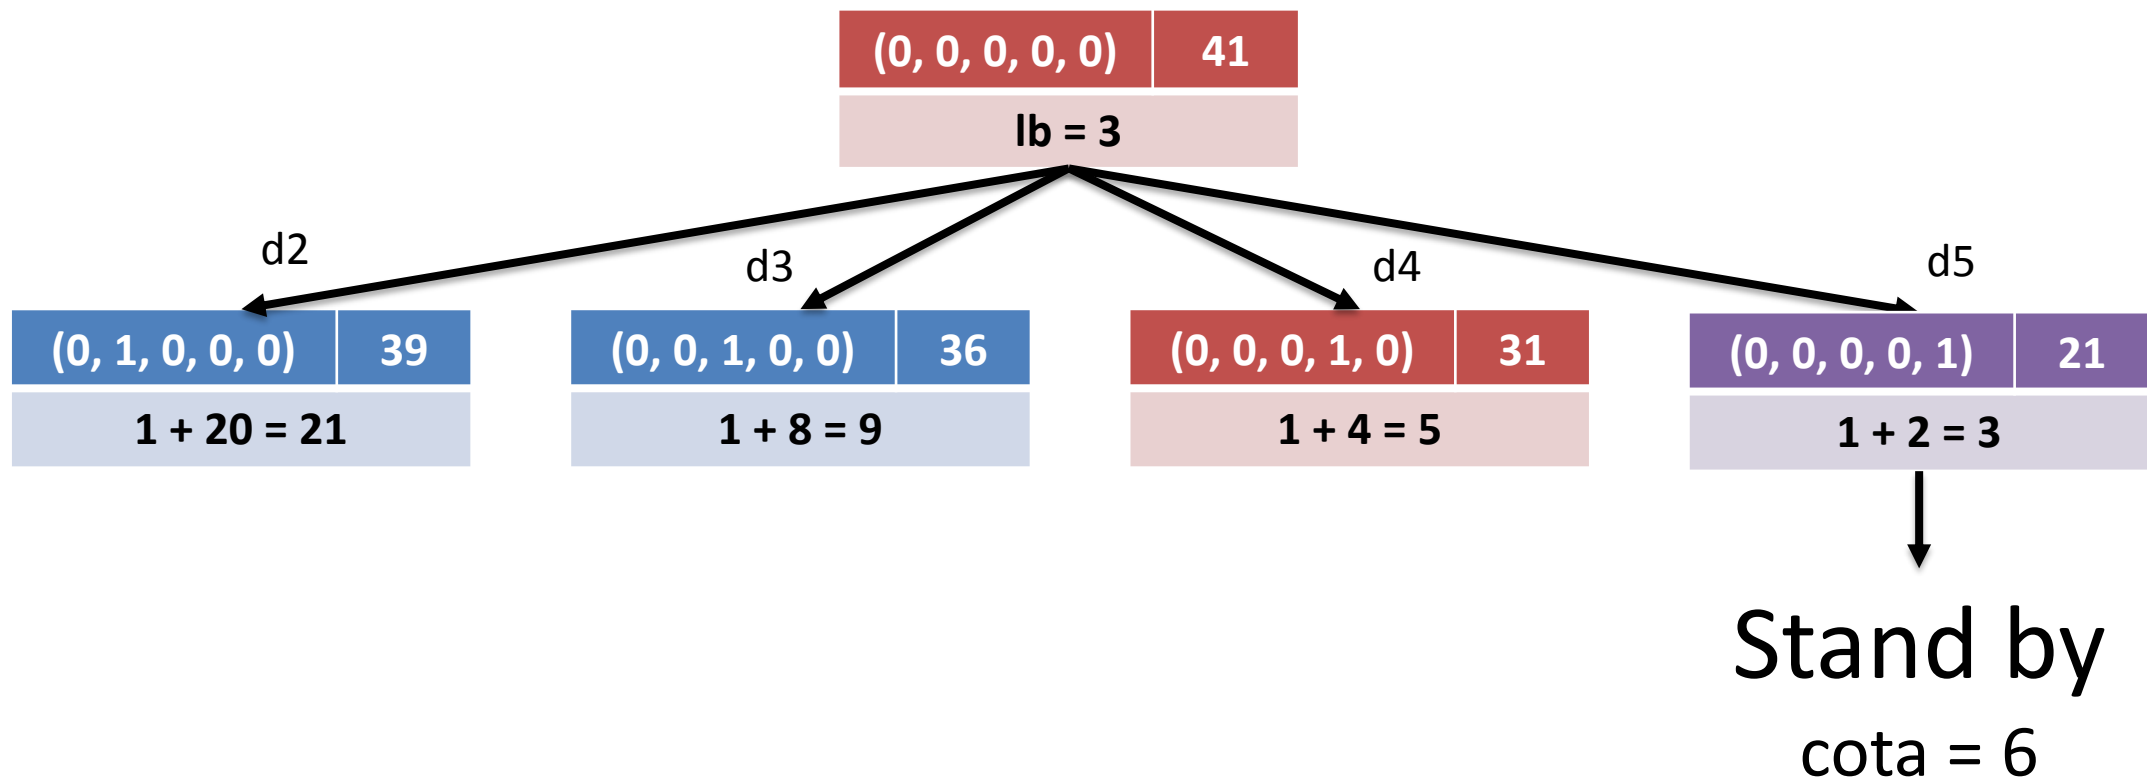 (0, 0, 0, 0, 0) 41
lb = 3
d2
d3
d4
d5
(0, 1, 0, 0, 0) 39
1 + 20 = 21
(0, 0, 1, 0, 0) 36
1 + 8 = 9
(0, 0, 0, 1, 0) 31
1 + 4 = 5
(0, 0, 0, 0, 1) 21
1 + 2 = 3
Stand by
cota = 6